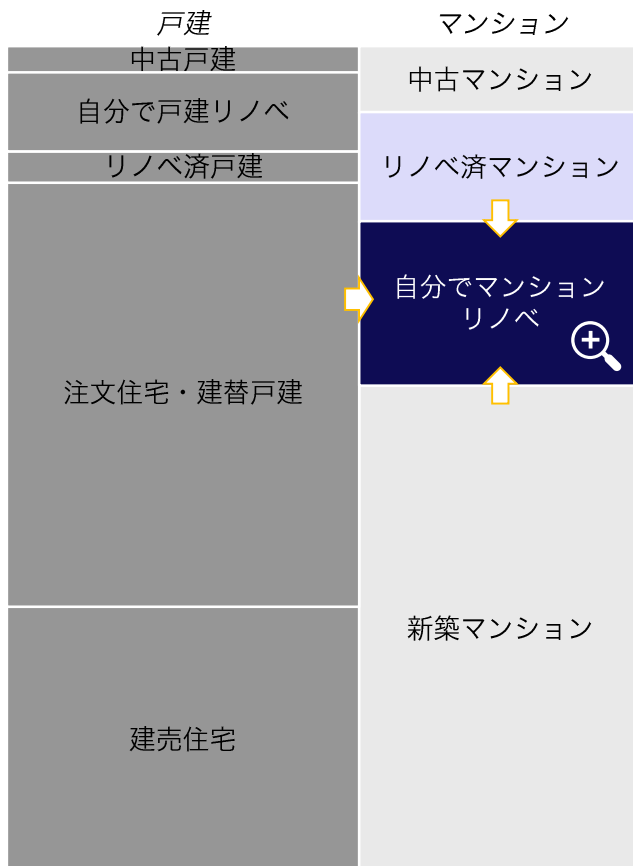 戸建
マンション
中古戸建
自分で戸建リノベ
リノベ済戸建
注文住宅・建替戸建
建売住宅
中古マンション
リノベ済マンション
自分でマンション
リノベ
新築マンション